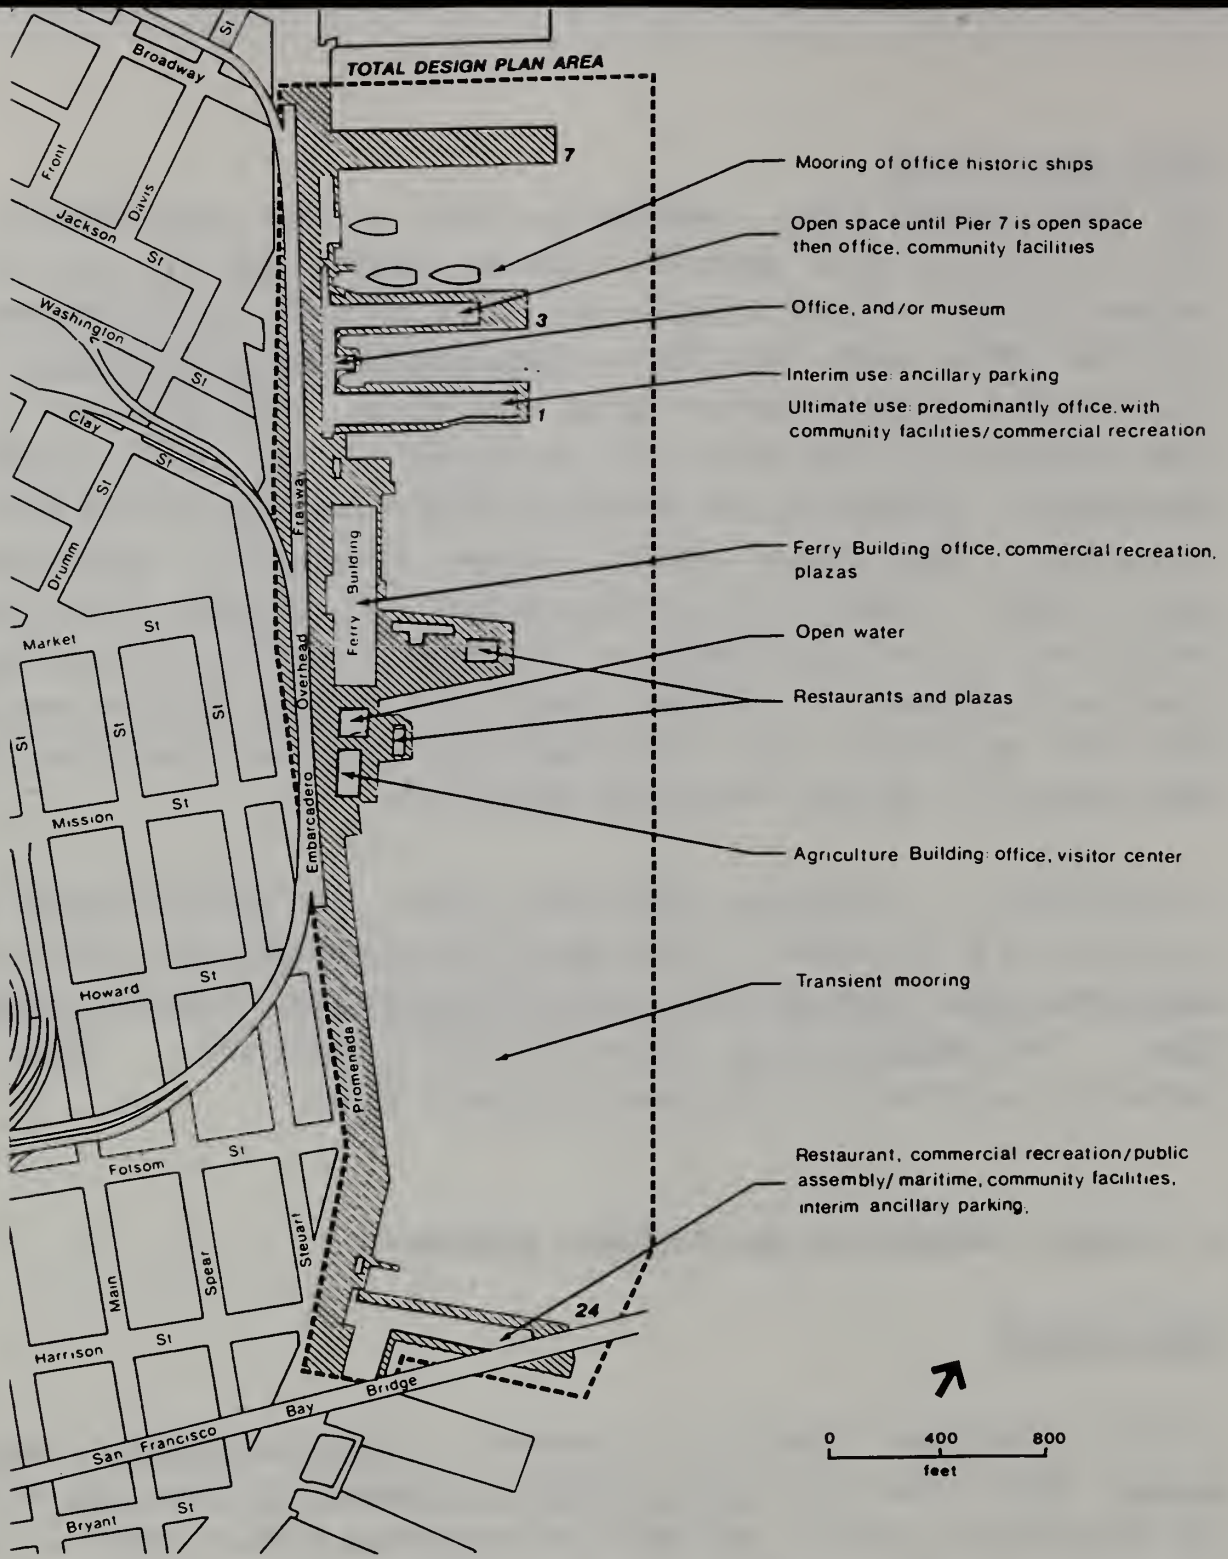 TOTAL DESIGN PLAN AREA
St
Broadway
Front
Davis
Jackson
St
Washington
St
Clay
St
St
Drumm
Market
St
St
St
St
Mission
St
Howard
St
Folsom
St
Main
Spear
Steuart
Harrison
St
San Francisco Bay Bridge
Bryant
St
Embarcadero Overhead Freeway
Ferry Building
Promenada
7
3
1
24
Mooring of office historic ships
Open space until Pier 7 is open space
then office, community facilities
Office, and/or museum
Interim use: ancillary parking
Ultimate use: predominantly office, with
community facilities/commercial recreation
Ferry Building office, commercial recreation,
plazas
Open water
Restaurants and plazas
Agriculture Building: office, visitor center
Transient mooring
Restaurant, commercial recreation/public
assembly/ maritime, community facilities,
interim ancillary parking.
0 400 800
feet